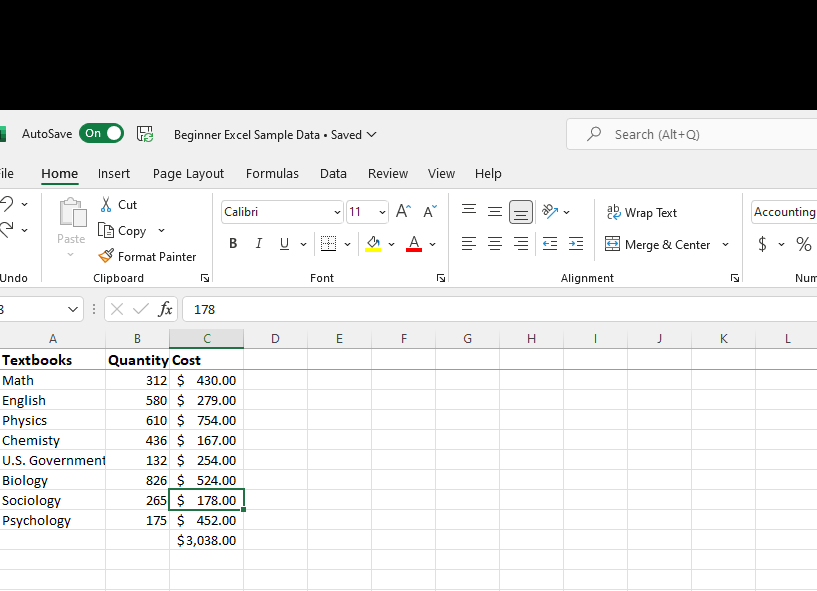 AutoSave On Beginner Excel Sample Data • Saved Search (Alt+Q)
ile Home Insert Page Layout Formulas Data Review View Help
Cut
Copy
Paste
Format Painter
Undo Clipboard
Calibri 11 A A
B I U A
Font
ab Wrap Text
Merge & Center
Alignment
Accounting
$ %
Num
8 fx 178
A B C D E F G H I J K L
Textbooks Quantity Cost
Math 312 $ 430.00
English 580 $ 279.00
Physics 610 $ 754.00
Chemisty 436 $ 167.00
U.S. Government 132 $ 254.00
Biology 826 $ 524.00
Sociology 265 $ 178.00
Psychology 175 $ 452.00
$3,038.00